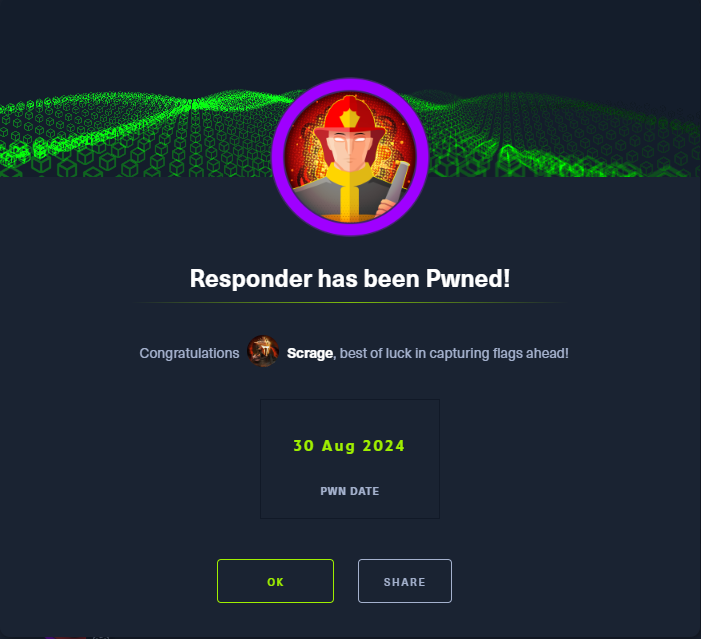 Responder has been Pwned!
Congratulations Scrage, best of luck in capturing flags ahead!
30 Aug 2024
PWN DATE
OK
SHARE